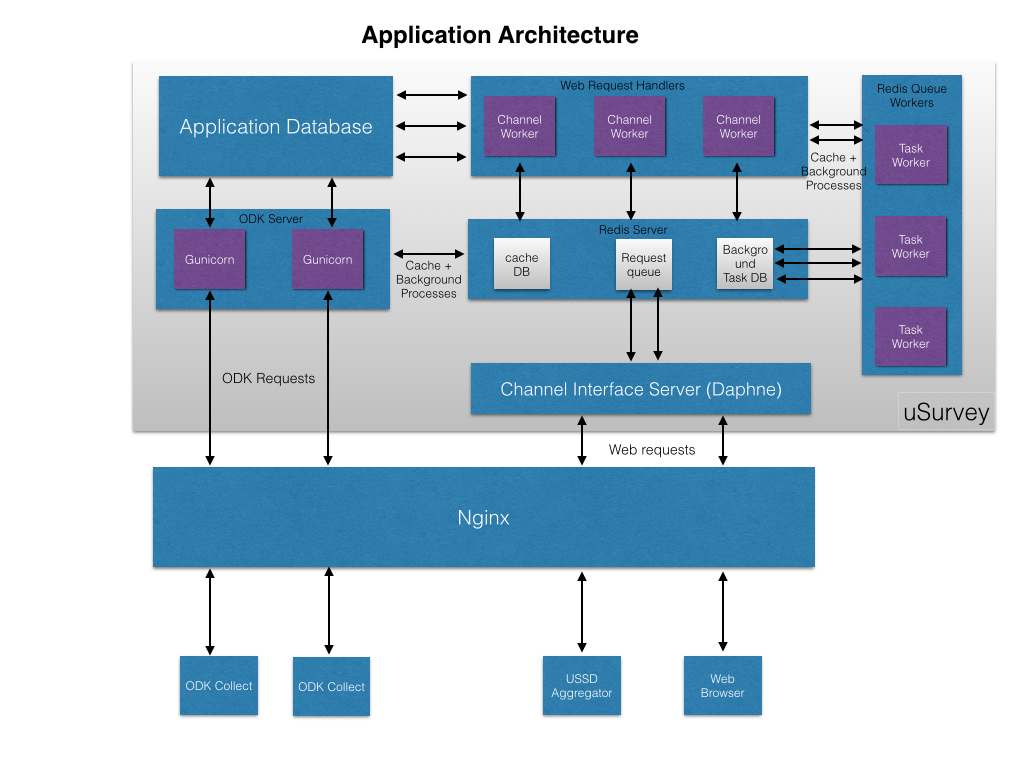 Application Architecture
Application Database
Web Request Handlers
Channel
Worker
Channel
Worker
Channel
Worker
Redis Queue
Workers
Task
Worker
Cache +
Background
Processes
ODK Server
Gunicorn
Gunicorn
Cache +
Background
Processes
Redis Server
cache
DB
Request
queue
Backgro
und
Task DB
Task
Worker
Task
Worker
ODK Requests
Channel Interface Server (Daphne)
uSurvey
Web requests
Nginx
ODK Collect
ODK Collect
USSD
Aggregator
Web
Browser